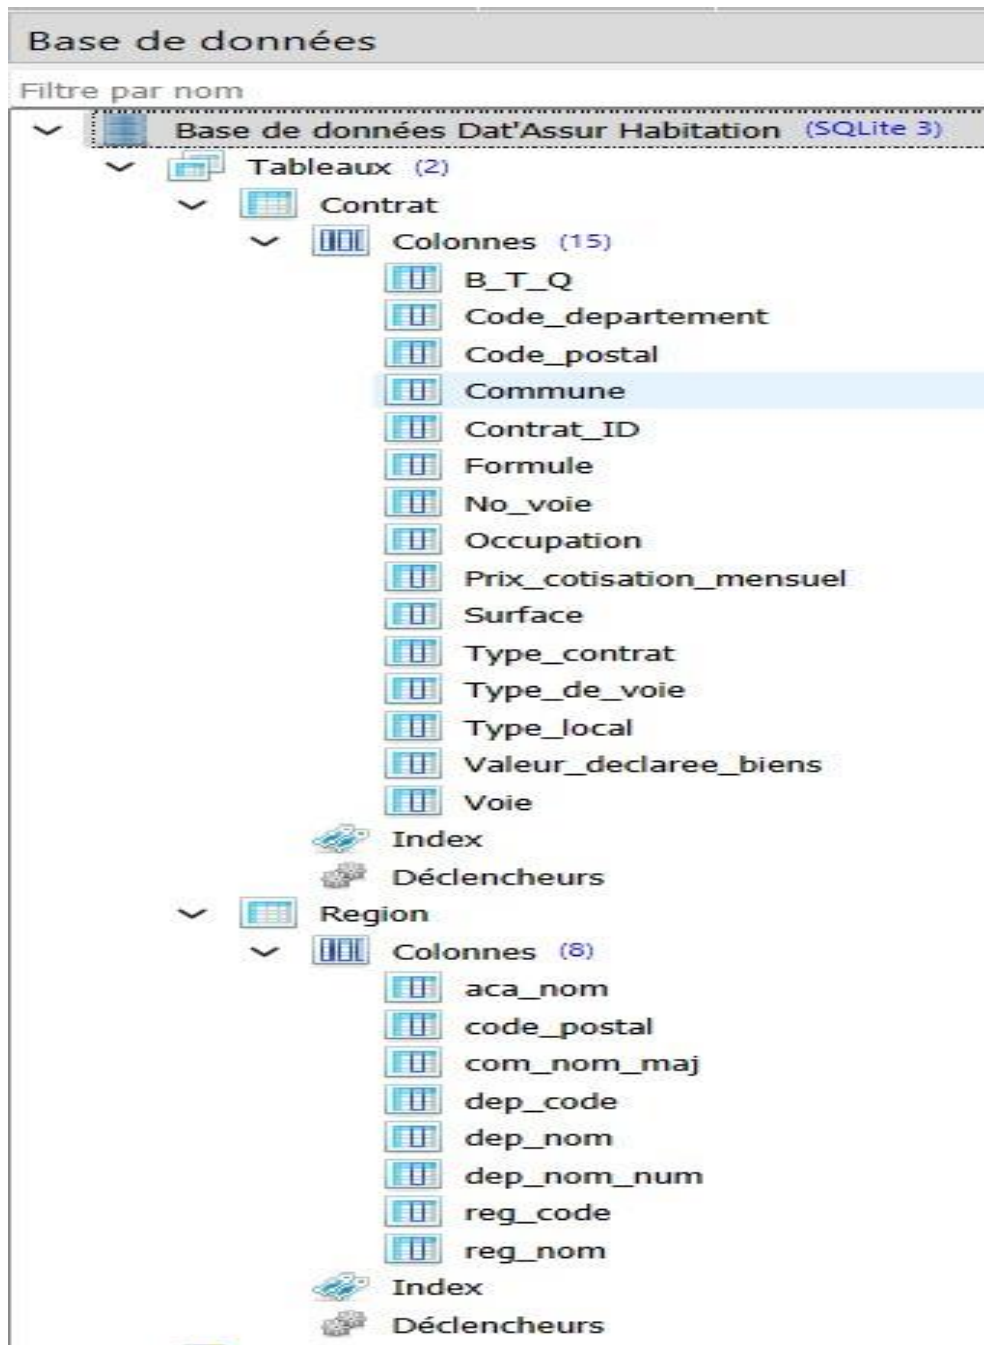 Base de données
Filtre par nom
Base de données Dat'Assur Habitation (SQLite 3)
Tableaux (2)
Contrat
Colonnes (15)
B_T_Q
Code_departement
Code_postal
Commune
Contrat_ID
Formule
No_voie
Occupation
Prix_cotisation_mensuel
Surface
Type_contrat
Type_de_voie
Type_local
Valeur_declaree_biens
Voie
Index
Déclencheurs
Region
Colonnes (8)
aca_nom
code_postal
com_nom_maj
dep_code
dep_nom
dep_nom_num
reg_code
reg_nom
Index
Déclencheurs